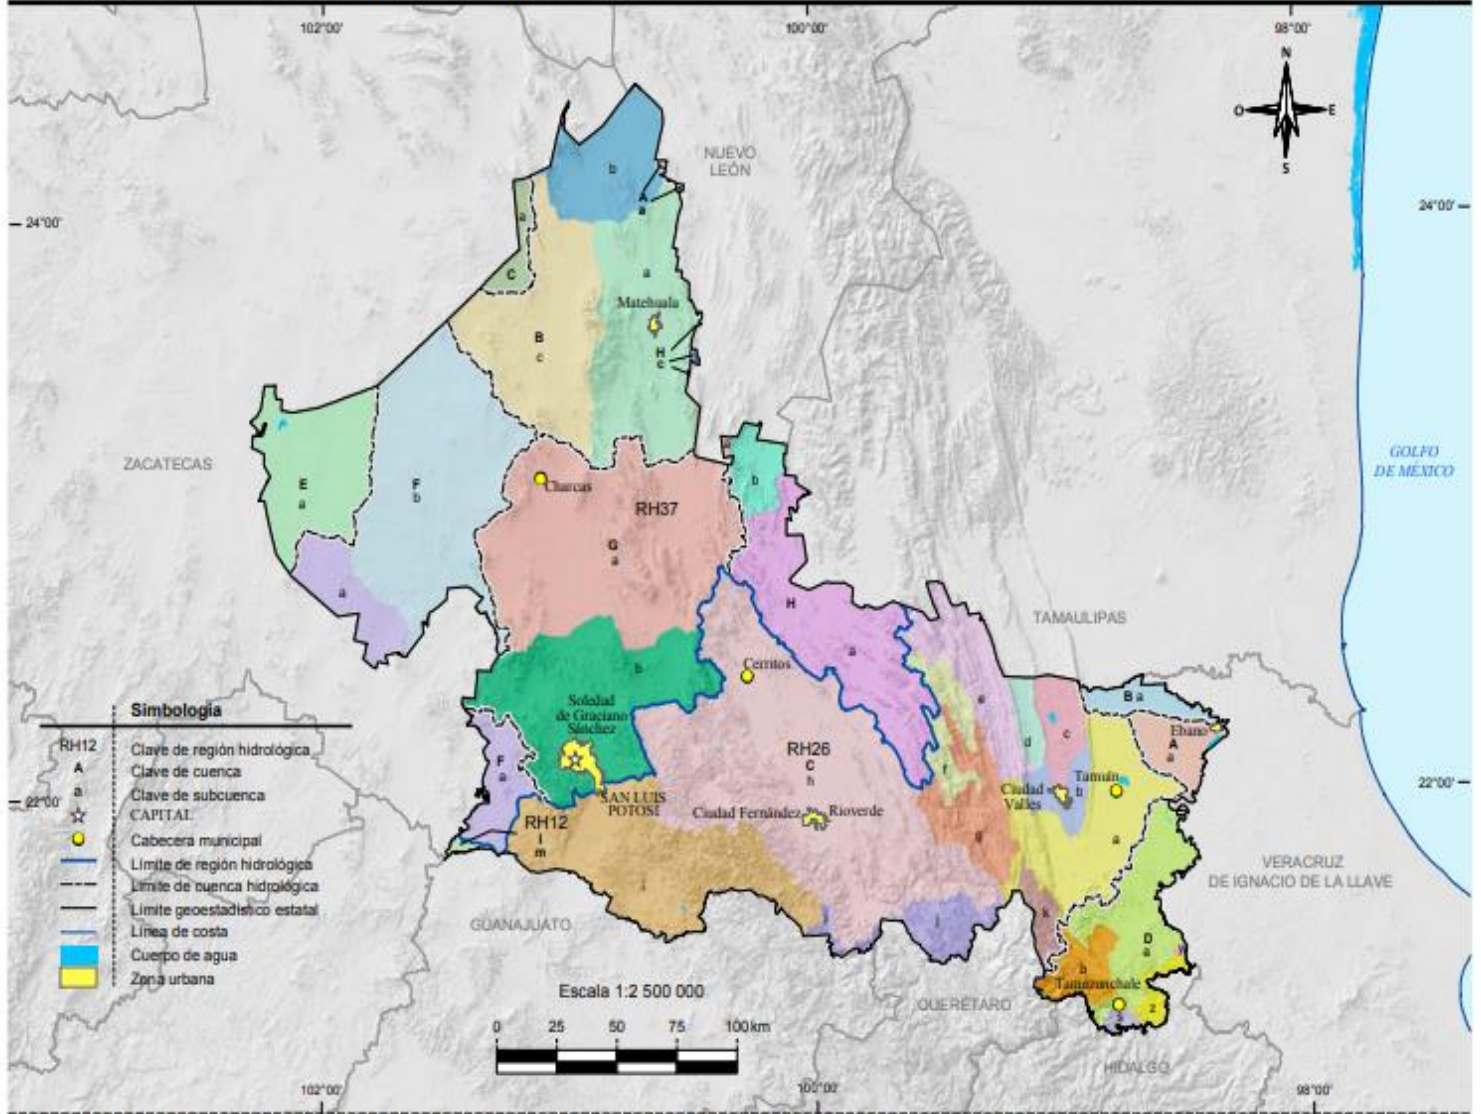 102°00'
100°00'
98°00'
N
O
E
S
NUEVO
LEÓN
b
A
a
24°00'
24°00'
a
C
a
Matehuala
B
c
H
c
GOLFO
DE MÉXICO
ZACATECAS
E
a
F
b
Charcas
b
RH37
G
a
a
H
TAMAULIPAS
a
b
Cerritos
e
B a
Soledad
de Graciano
Sánchez
Ebano
A
a
d
c
RH26
C
h
F
a
f
Ciudad
Valles
Tamuín
b
22°00'
22°00'
SAN LUIS
POTOSÍ
Ciudad Fernández
Rioverde
RH12
I
m
g
a
VERACRUZ
DE IGNACIO DE LA LLAVE
GUANAJUATO
k
D
a
b
Tamazunchale
z
QUERÉTARO
HIDALGO
Simbología
RH12 Clave de región hidrológica
A Clave de cuenca
a Clave de subcuenca
CAPITAL
Cabecera municipal
Límite de región hidrológica
Límite de cuenca hidrológica
Límite geoestadístico estatal
Línea de costa
Cuerpo de agua
Zona urbana
Escala 1:2 500 000
0 25 50 75 100km
102°00'
100°00'
98°00'